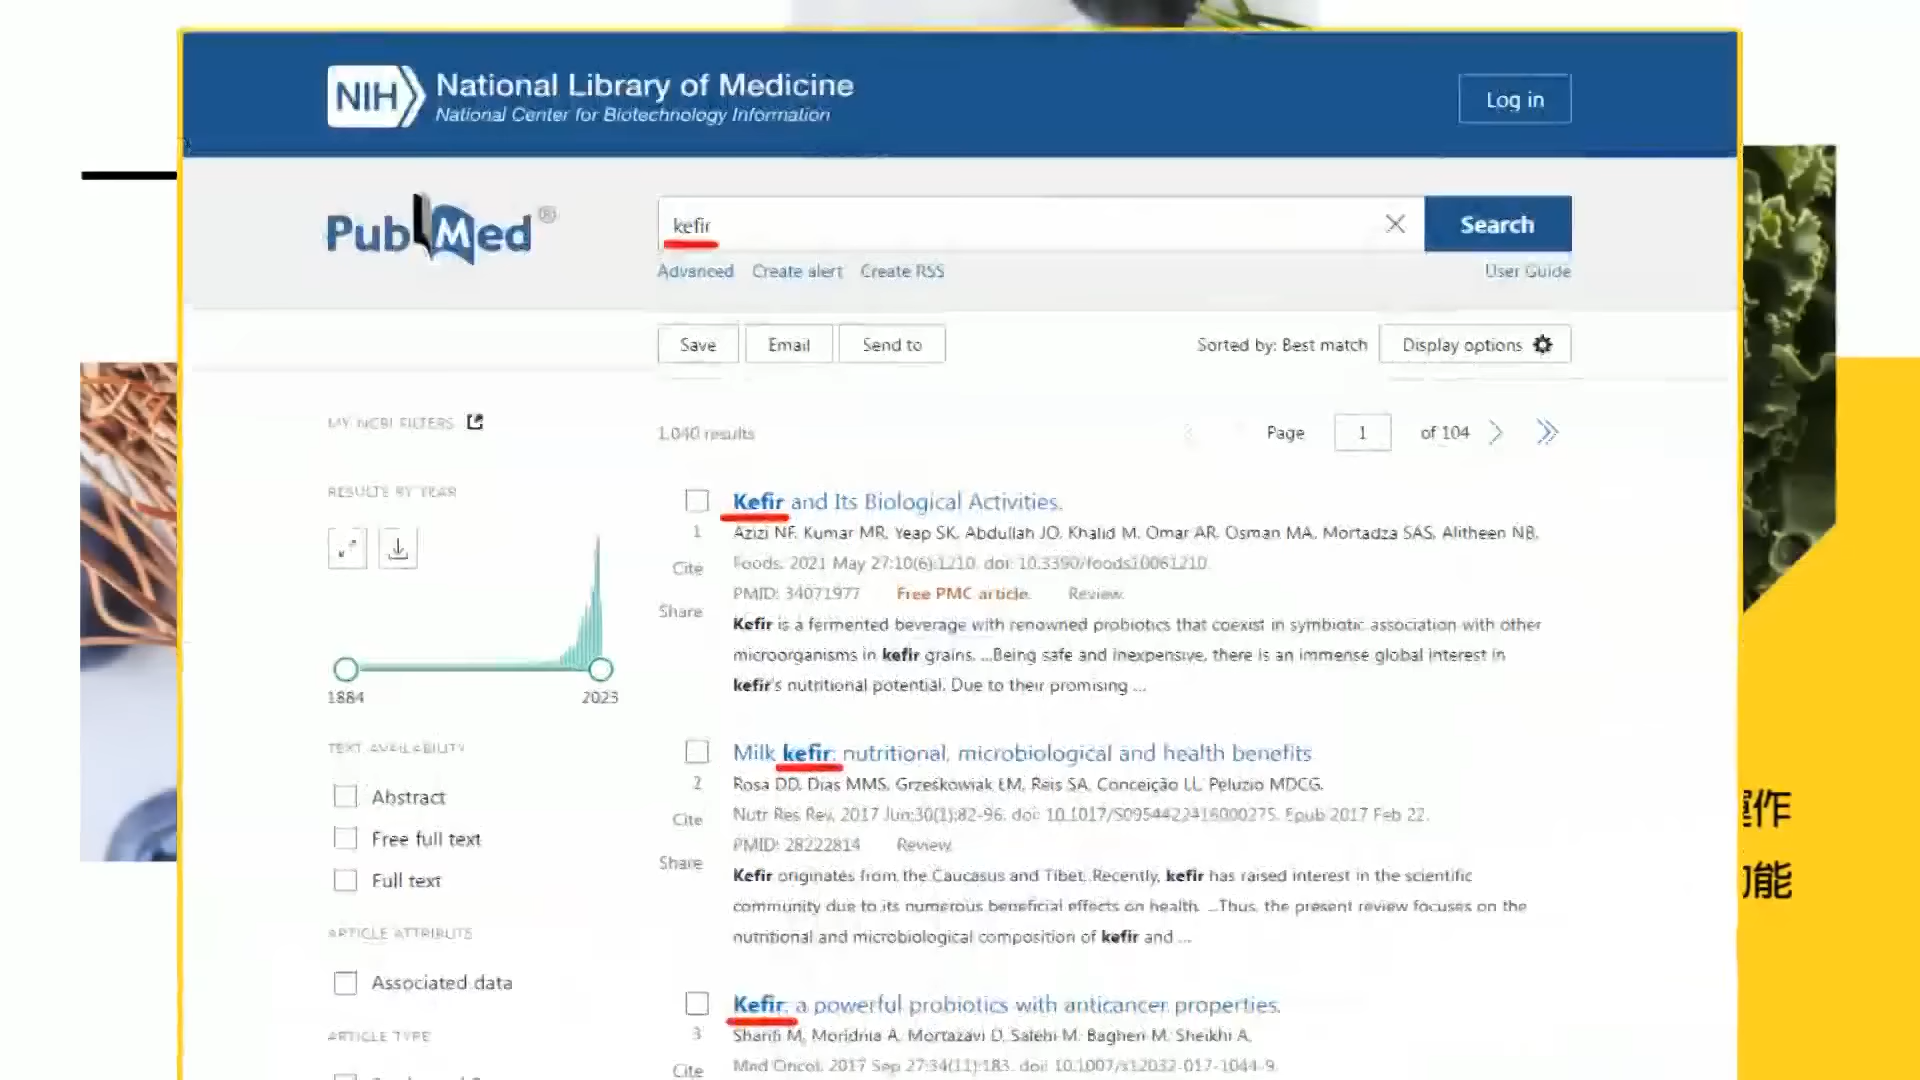 NIH National Library of Medicine
National Center for Biotechnology Information
Log in
PubMed®
kefir
Search
Advanced Create alert Create RSS
User Guide
Save Email Send to
Sorted by: Best match
Display options
MY NCBI FILTERS
1,040 results
Page 1 of 104
RESULTS BY YEAR
1884 2023
TEXT AVAILABILITY
Abstract
Free full text
Full text
ARTICLE ATTRIBUTE
Associated data
ARTICLE TYPE
Kefir and Its Biological Activities.
1
Azizi NF, Kumar MR, Yeap SK, Abdullah JO, Khalid M, Omar AR, Osman MA, Mortadza SAS, Alitheen NB.
Cite
Foods. 2021 May 27;10(6):1210. doi: 10.3390/foods10061210.
PMID: 34071977 Free PMC article. Review.
Share
Kefir is a fermented beverage with renowned probiotics that coexist in symbiotic association with other
microorganisms in kefir grains. ...Being safe and inexpensive, there is an immense global interest in
kefir's nutritional potential. Due to their promising ...
Milk kefir: nutritional, microbiological and health benefits
2
Rosa DD, Dias MMS, Grześkowiak ŁM, Reis SA, Conceição LL, Peluzio MDCG.
Cite
Nutr Res Rev. 2017 Jun;30(1):82-96. doi: 10.1017/S0954422416000275. Epub 2017 Feb 22.
PMID: 28222814 Review.
Share
Kefir originates from the Caucasus and Tibet. Recently, kefir has raised interest in the scientific
community due to its numerous beneficial effects on health. ...Thus, the present review focuses on the
nutritional and microbiological composition of kefir and ...
Kefir: a powerful probiotics with anticancer properties.
3
Sharifi M, Moridnia A, Mortazavi D, Salehi M, Bagheri M, Sheikhi A.
Cite
Med Oncol. 2017 Sep 27;34(11):183. doi: 10.1007/s12032-017-1044-9.
作
能